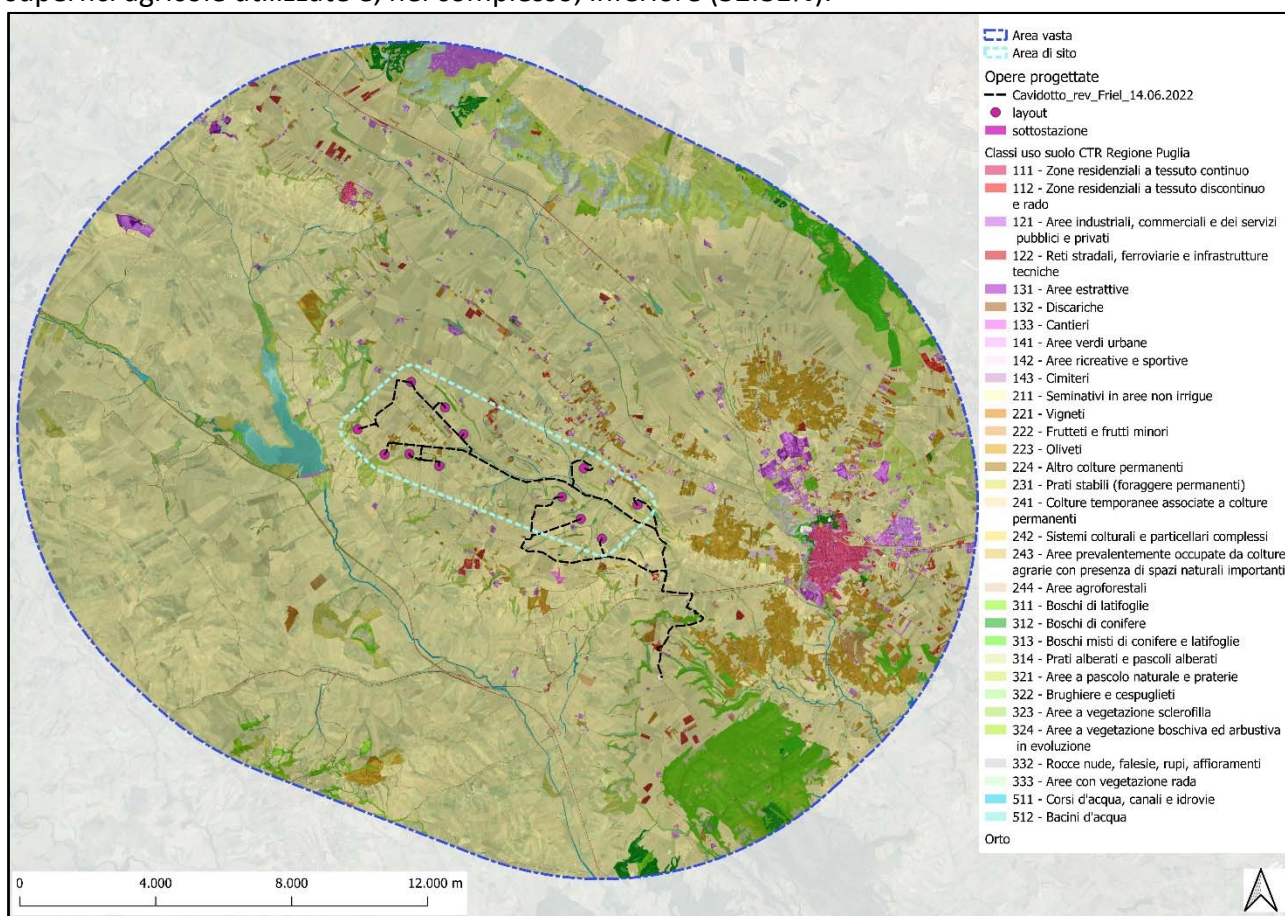 superfici agricole utilizzate è, nel complesso, inferiore
Area vasta
Area di sito
Opere progettate
Cavidotto_rev_Friel_14.06.2022
layout
sottostazione
Classi uso suolo CTR Regione Puglia
111 - Zone residenziali a tessuto continuo
112 - Zone residenziali a tessuto discontinuo
e rado
121 - Aree industriali, commerciali e dei servizi
pubblici e privati
122 - Reti stradali, ferroviarie e infrastrutture
tecniche
131 - Aree estrattive
132 - Discariche
133 - Cantieri
141 - Aree verdi urbane
142 - Aree ricreative e sportive
143 - Cimiteri
211 - Seminativi in aree non irrigue
221 - Vigneti
222 - Frutteti e frutti minori
223 - Oliveti
224 - Altro colture permanenti
231 - Prati stabili (foraggere permanenti)
241 - Colture temporanee associate a colture
permanenti
242 - Sistemi colturali e particellari complessi
243 - Aree prevalentemente occupate da colture
agrarie con presenza di spazi naturali importanti
244 - Aree agroforestali
311 - Boschi di latifoglie
312 - Boschi di conifere
313 - Boschi misti di conifere e latifoglie
314 - Prati alberati e pascoli alberati
321 - Aree a pascolo naturale e praterie
322 - Brughiere e cespuglieti
323 - Aree a vegetazione sclerofilla
324 - Aree a vegetazione boschiva ed arbustiva
in evoluzione
332 - Rocce nude, falesie, rupi, affioramenti
333 - Aree con vegetazione rada
511 - Corsi d'acqua, canali e idrovie
512 - Bacini d'acqua
Orto
0 4.000 8.000 12.000 m